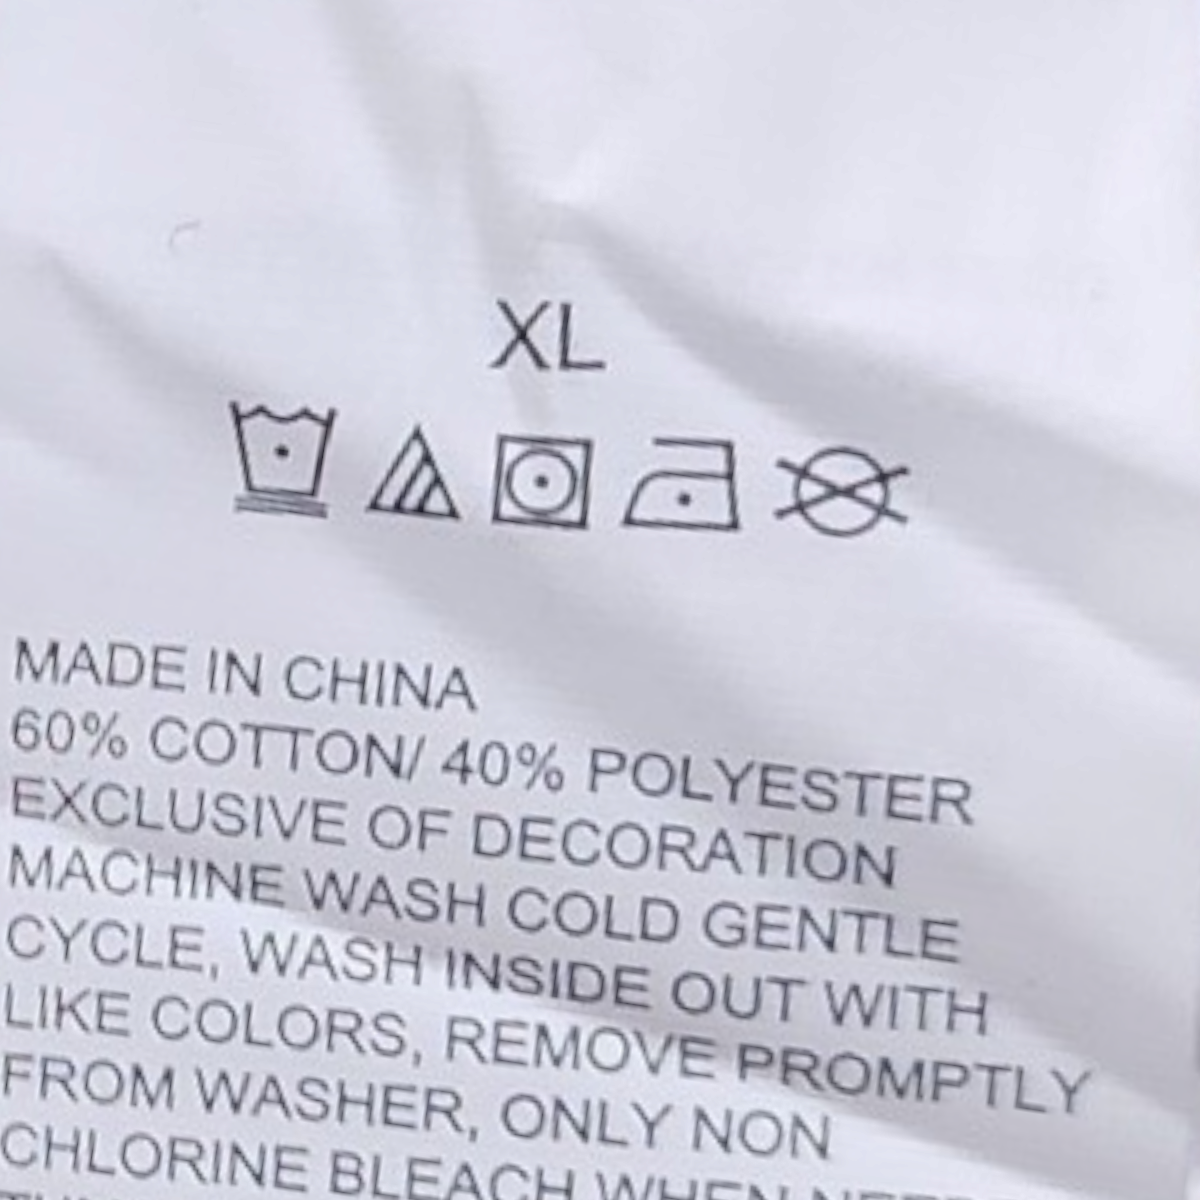 XL
MADE IN CHINA
60% COTTON/ 40% POLYESTER
EXCLUSIVE OF DECORATION
MACHINE WASH COLD GENTLE
CYCLE, WASH INSIDE OUT WITH
LIKE COLORS, REMOVE PROMPTLY
FROM WASHER, ONLY NON
CHLORINE BLEACH WHEN